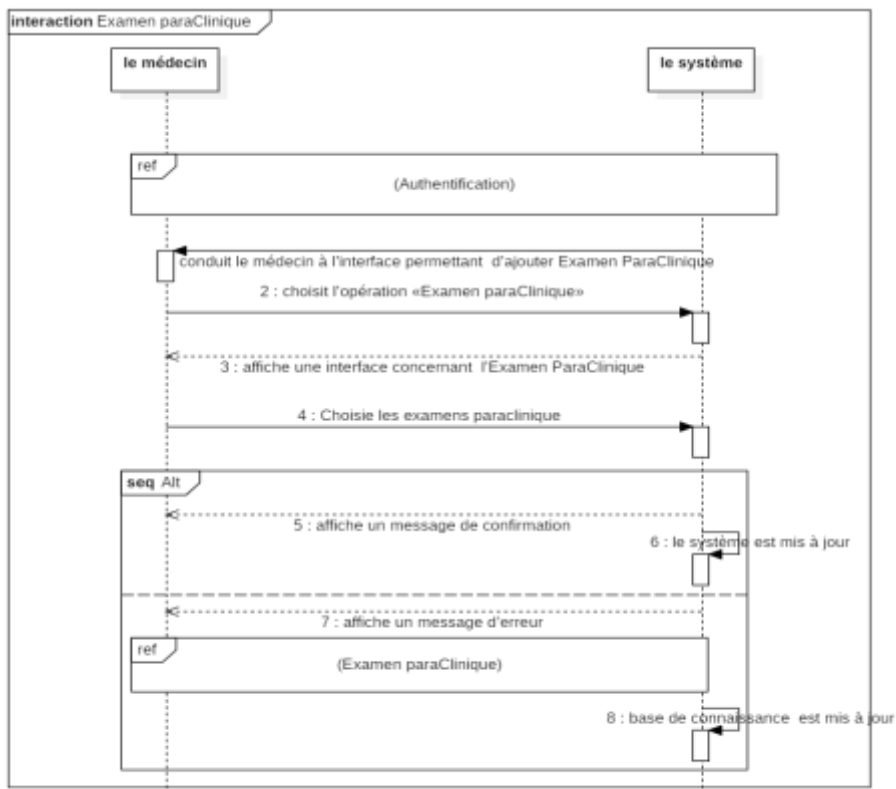 interaction Examen paraClinique
le médecin
le système
ref
(Authentification)
conduit le médecin à l'interface permettant d'ajouter Examen ParaClinique
2 : choisit l'opération «Examen paraClinique»
3 : affiche une interface concernant l'Examen ParaClinique
4 : Choisie les examens paraclinique
seq Alt
5 : affiche un message de confirmation
6 : le système est mis à jour
7 : affiche un message d'erreur
ref
(Examen paraClinique)
8 : base de connaissance est mis à jour